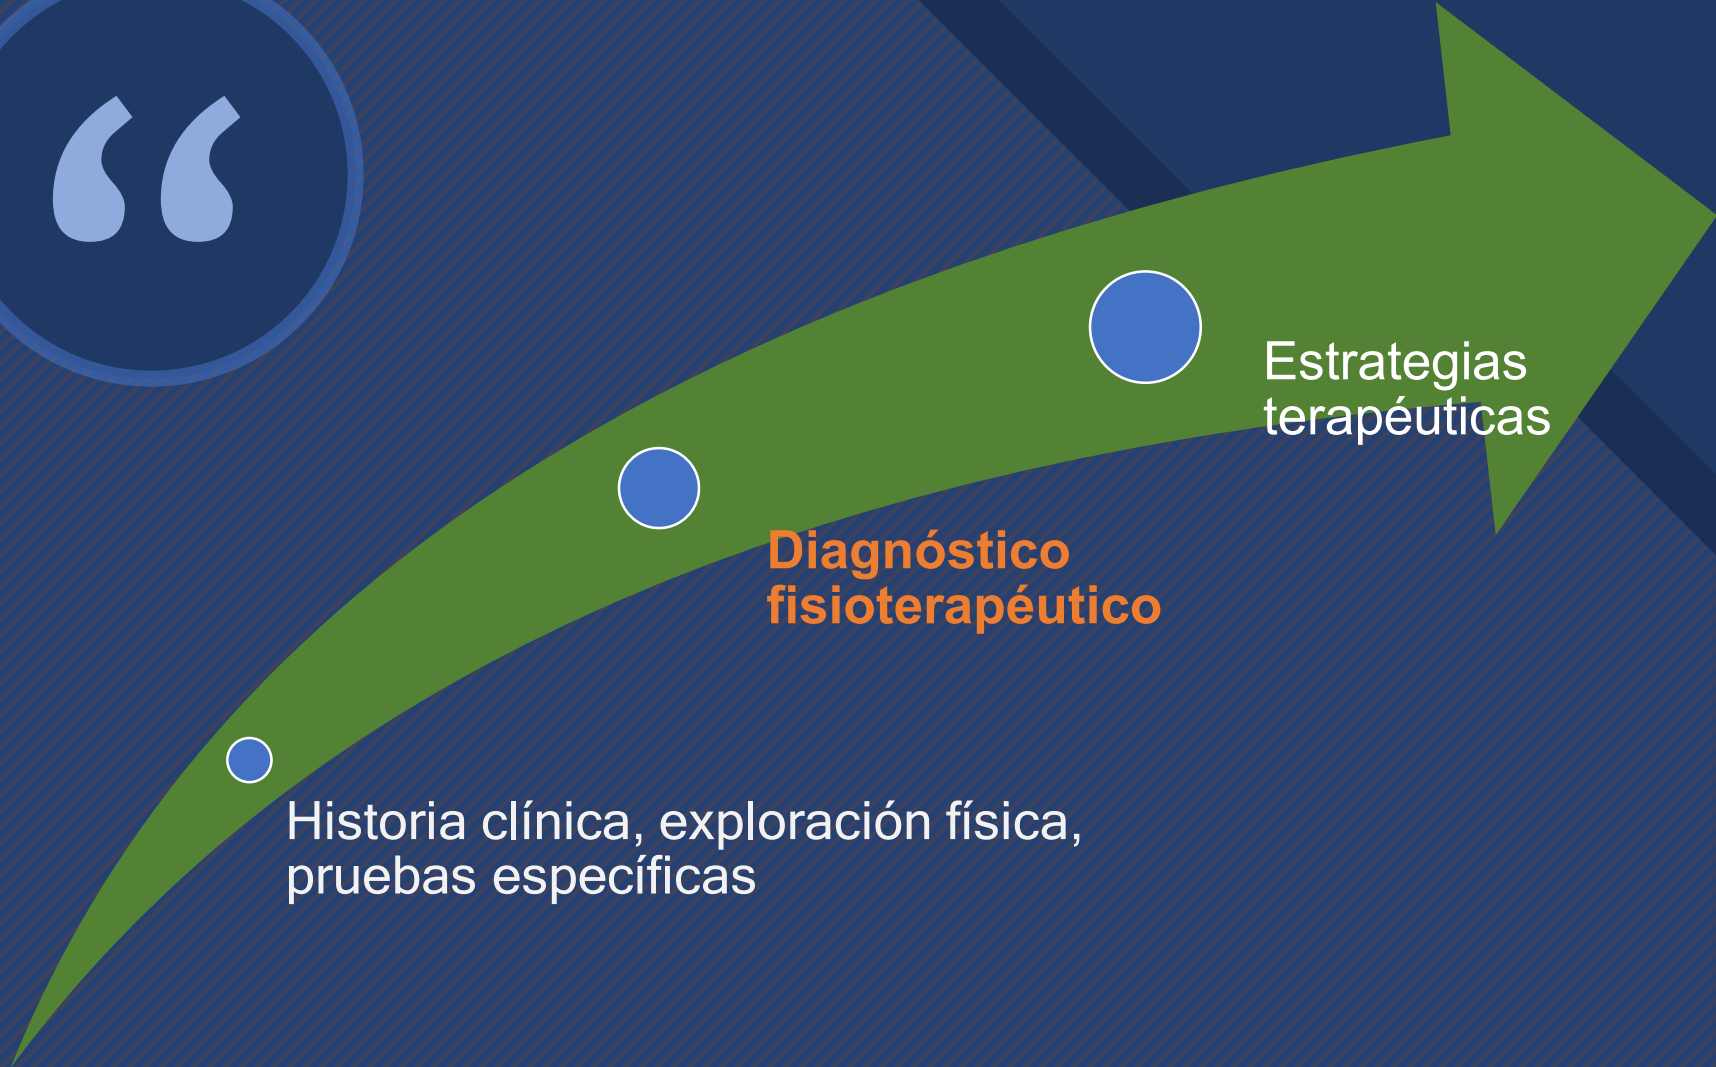 “
Estrategias
terapéuticas
Diagnóstico
fisioterapéutico
Historia clínica, exploración física,
pruebas específicas